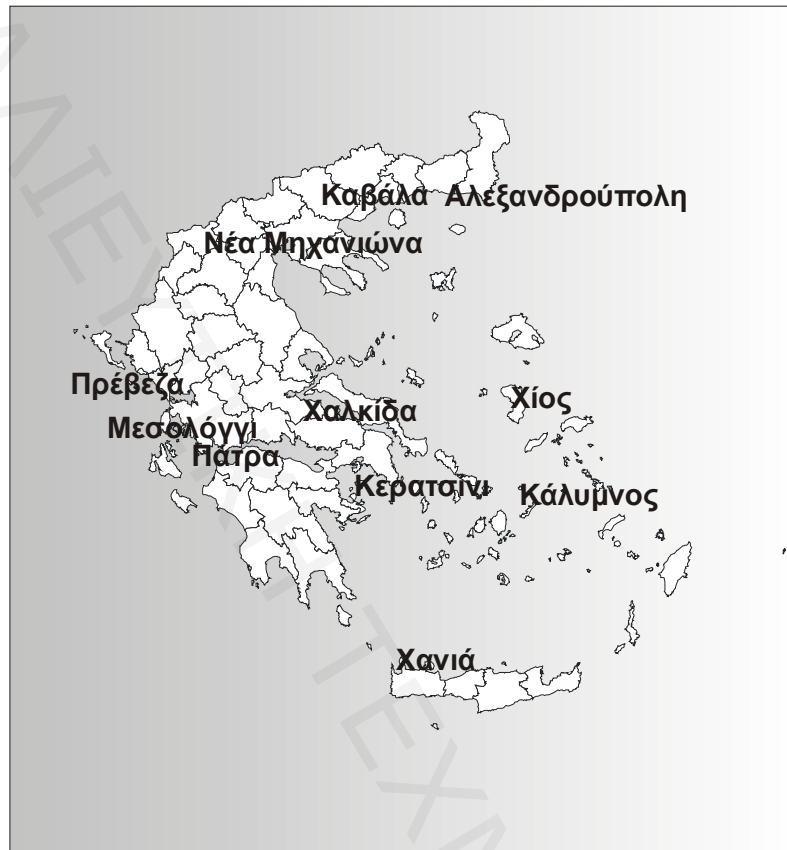 Καβάλα Αλεξανδρούπολη
Νέα Μηχανιώνα
Πρέβεζα
Χίος
Χαλκίδα
Μεσολόγγι
Πάτρα
Κερατσίνι
Κάλυμνος
Χανιά